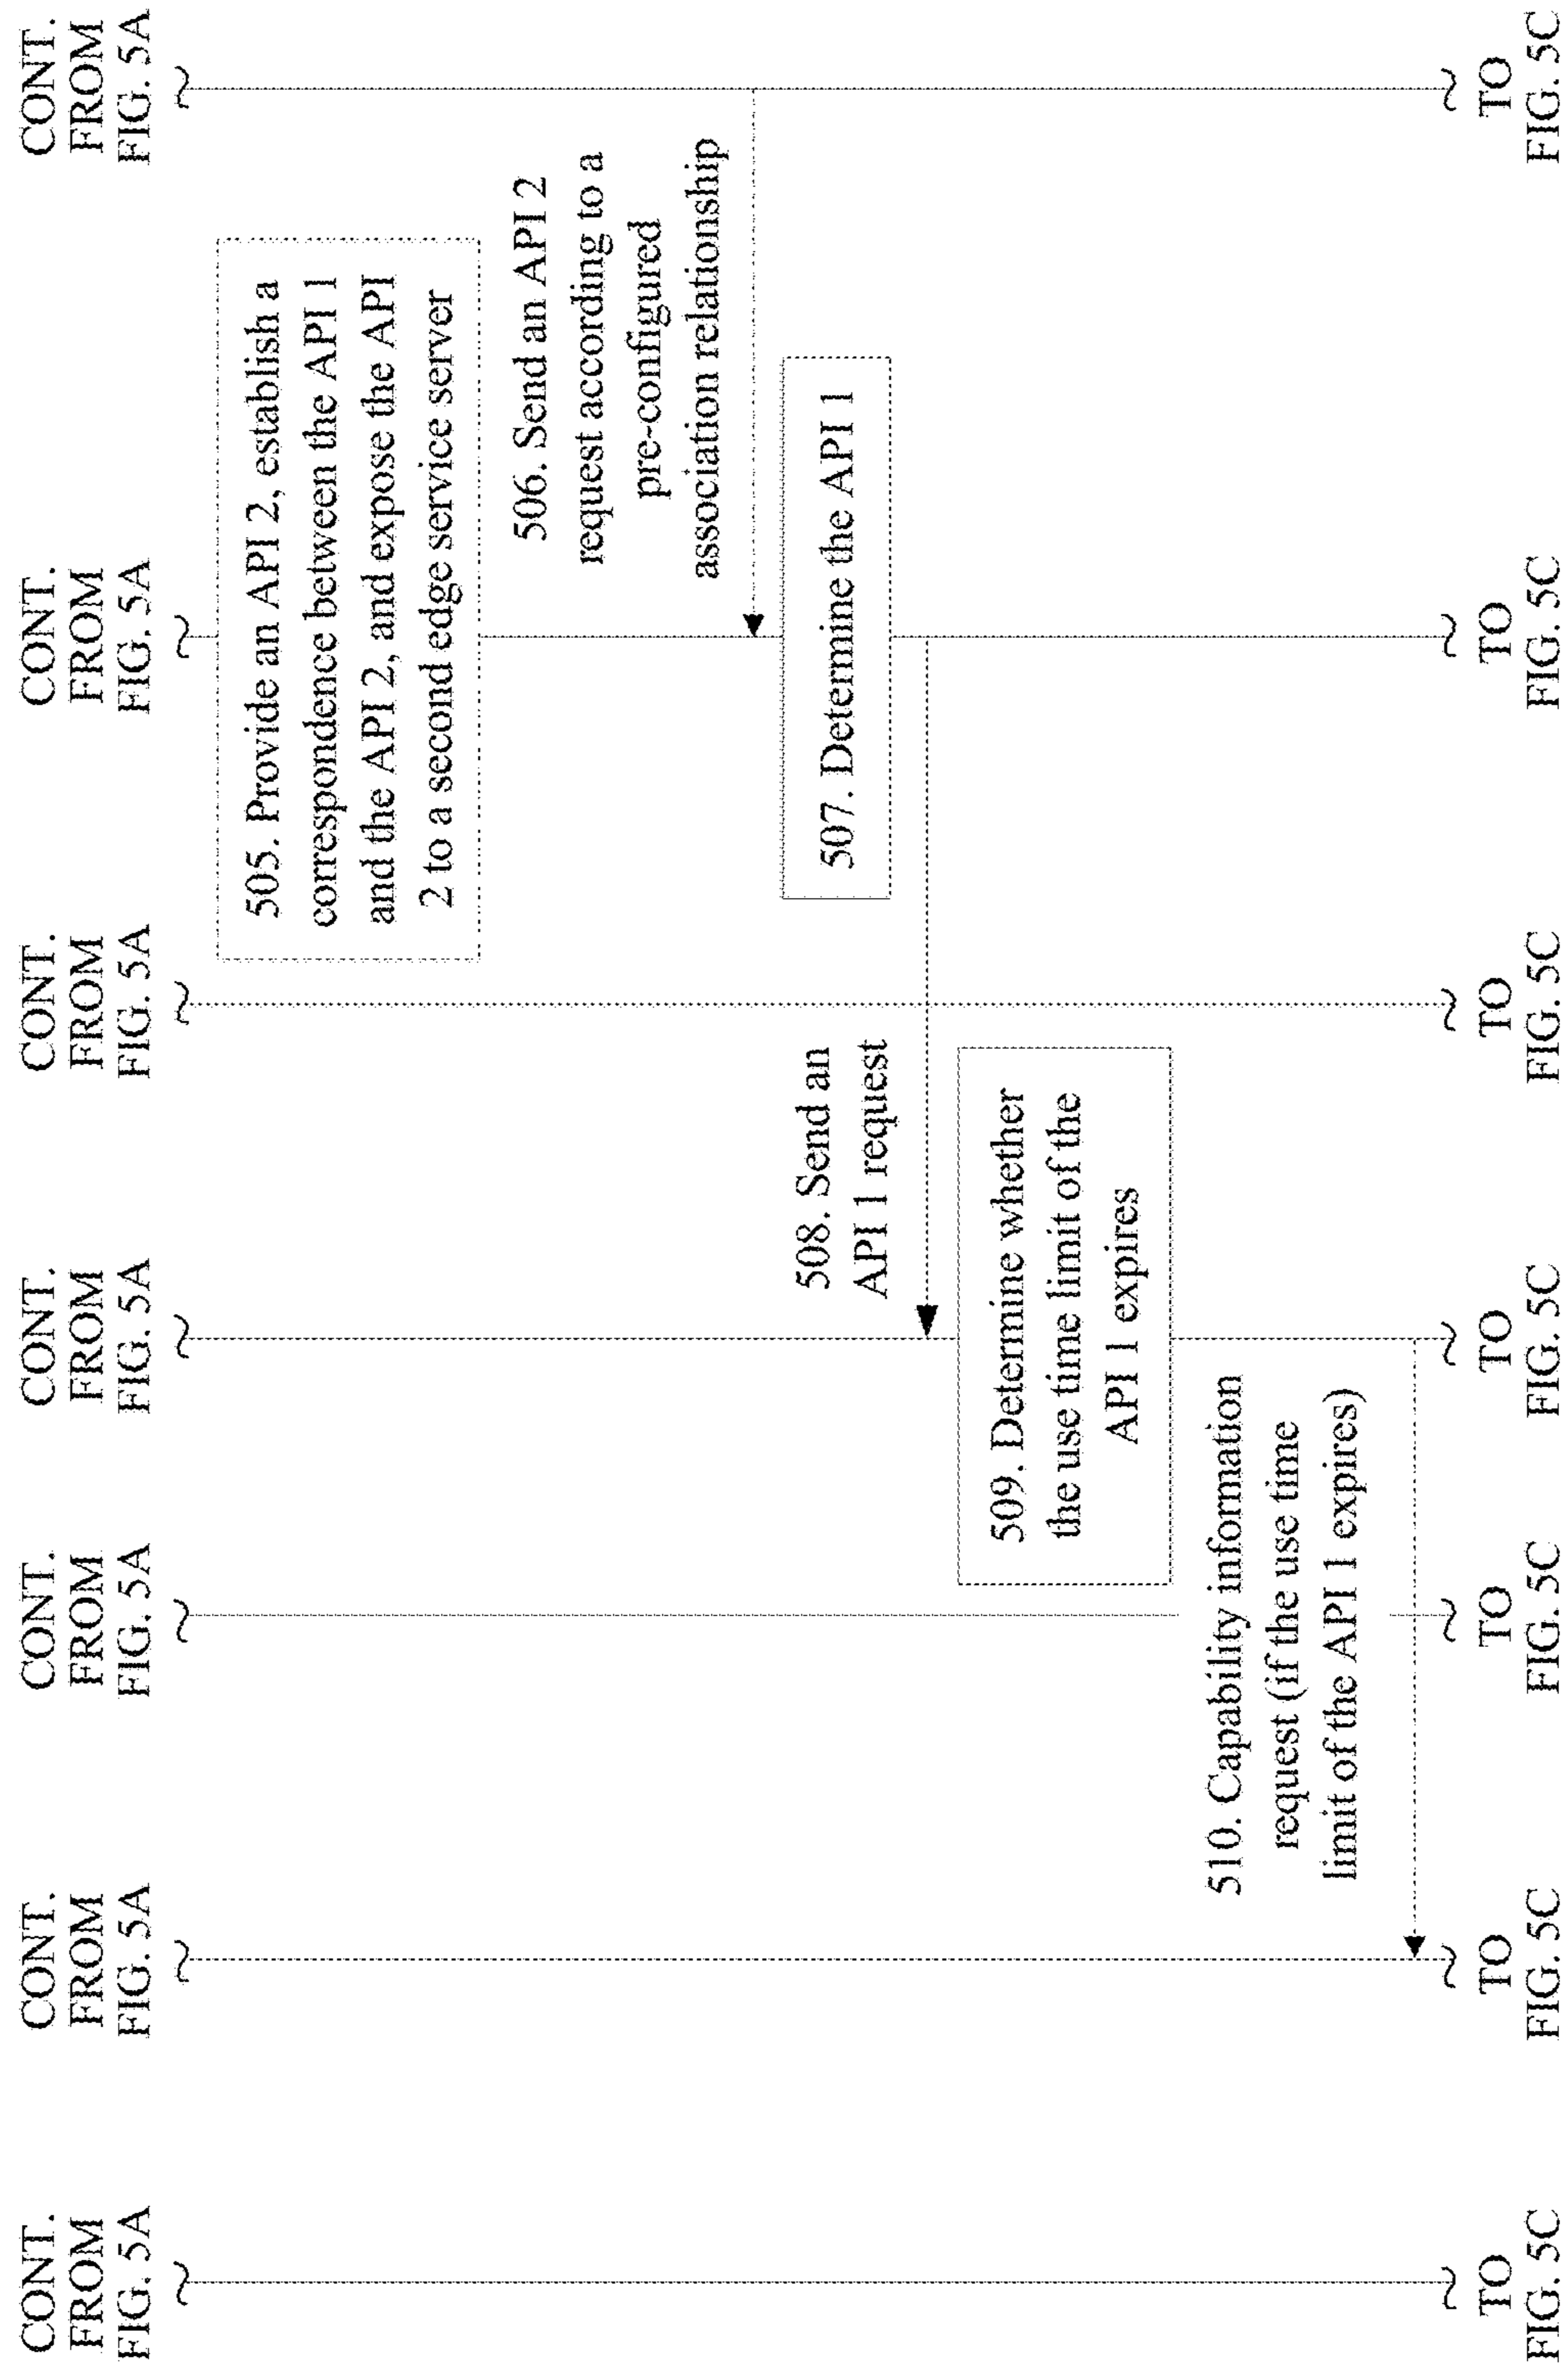 CONT.
FROM
FIG. 5A
CONT.
FROM
FIG. 5A
CONT.
FROM
FIG. 5A
CONT.
FROM
FIG. 5A
CONT.
FROM
FIG. 5A
CONT.
FROM
FIG. 5A
CONT.
FROM
FIG. 5A
505. Provide an API 2, establish a
correspondence between the API 1
and the API 2, and expose the API
2 to a second edge service server
506. Send an API 2
request according to a
pre-configured
association relationship
507. Determine the API 1
508. Send an
API 1 request
509. Determine whether
the use time limit of the
API 1 expires
510. Capability information
request (if the use time
limit of the API 1 expires)
TO
FIG. 5C
TO
FIG. 5C
TO
FIG. 5C
TO
FIG. 5C
TO
FIG. 5C
TO
FIG. 5C
TO
FIG. 5C